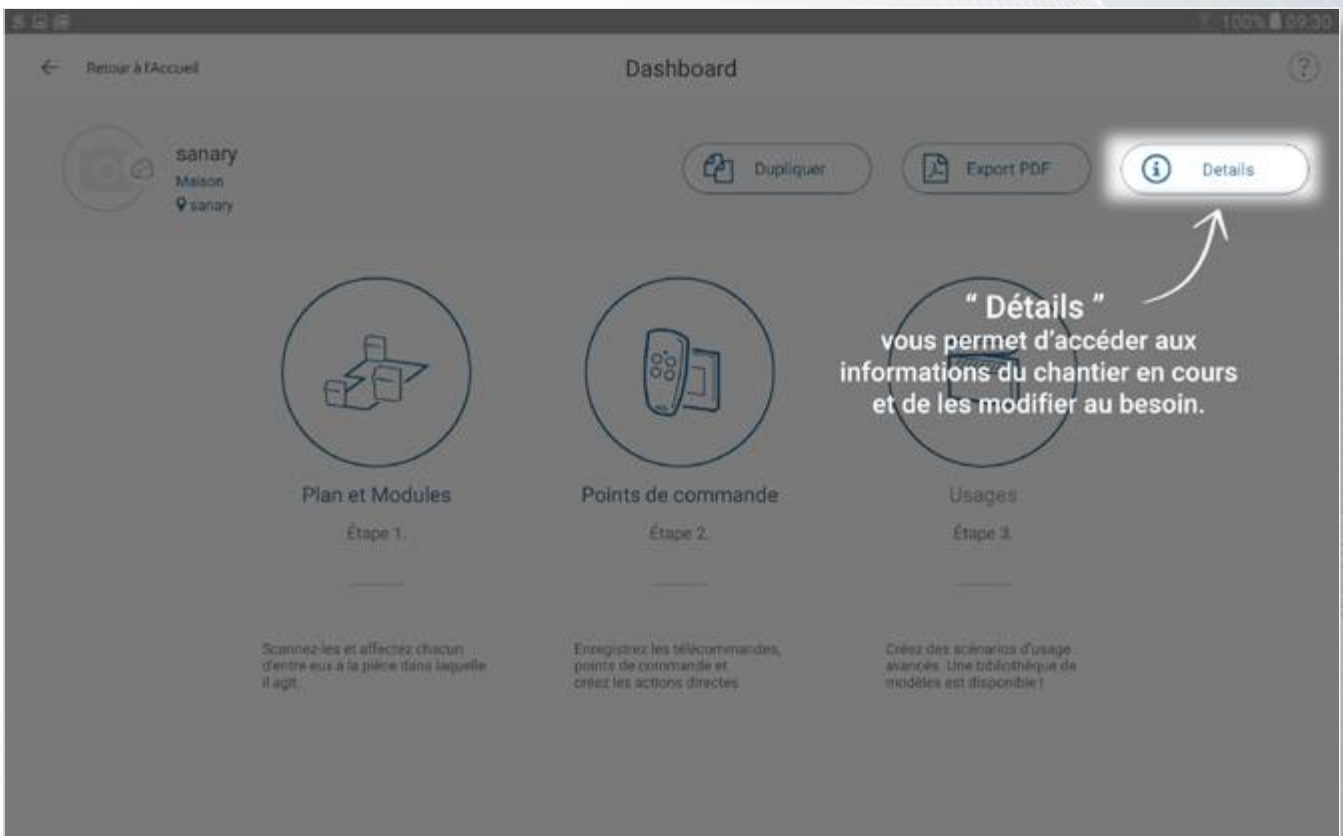 100% 09:30
Retour à l'Accueil
Dashboard
?
sanary
Maison
sanary
Dupliquer
Export PDF
Details
“ Détails ”
vous permet d'accéder aux
informations du chantier en cours
et de les modifier au besoin.
Plan et Modules
Étape 1.
Scannez-les et affectez chacun
d'entre eux à la pièce dans laquelle
il agit.
Points de commande
Étape 2.
Enregistrez les télécommandes,
points de commande et
créez les actions directes
Usages
Étape 3.
Créez des scénarios d'usage
avancés. Une bibliothèque de
modèles est disponible !